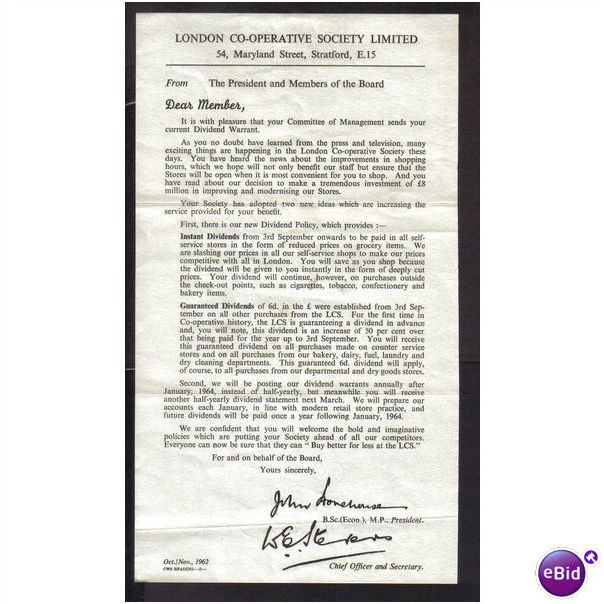 LONDON CO-OPERATIVE SOCIETY LIMITED
54, Maryland Street, Stratford, E.15
From The President and Members of the Board
Dear Member,
It is with pleasure that your Committee of Management sends your
current Dividend Warrant.
As you no doubt have learned from the press and television, many
exciting things are happening in the London Co-operative Society these
days. You have heard the news about the improvements in shopping
hours, which we hope will not only benefit our staff but ensure that the
Stores will be open when it is most convenient for you to shop. And you
have read about our decision to make a tremendous investment of £8
million in improving and modernising our Stores.
Your Society has adopted two new ideas which are increasing the
service provided for your benefit.
First, there is our new Dividend Policy, which provides :—
Instant Dividends from 3rd September onwards to be paid in all self-
service stores in the form of reduced prices on grocery items. We
are slashing our prices in all our self-service shops to make our prices
competitive with all in London. You will save as you shop because
the dividend will be given to you instantly in the form of deeply cut
prices. Your dividend will continue, however, on purchases outside
the check-out points, such as cigarettes, tobacco, confectionery and
bakery items.
Guaranteed Dividends of 6d. in the £ were established from 3rd Sep-
tember on all other purchases from the LCS. For the first time in
Co-operative history, the LCS is guaranteeing a dividend in advance
and, you will note, this dividend is an increase of 50 per cent over
that being paid for the year up to 3rd September. You will receive
this guaranteed dividend on all purchases made on counter service
stores and on all purchases from our bakery, dairy, fuel, laundry and
dry cleaning departments. This guaranteed 6d. dividend will apply,
of course, to all purchases from our departmental and dry goods stores.
Second, we will be posting our dividend warrants annually after
January, 1964, instead of half-yearly, but meanwhile you will receive
another half-yearly dividend statement next March. We will prepare our
accounts each January, in line with modern retail store practice, and
future dividends will be paid once a year following January, 1964.
We are confident that you will welcome the bold and imaginative
policies which are putting your Society ahead of all our competitors.
Everyone can now be sure that they can "Buy better for less at the LCS."
For and on behalf of the Board,
Yours sincerely,
John Stonehouse
B.Sc.(Econ.), M.P., President.
Chief Officer and Secretary.
Oct./Nov., 1962
CWS READING—S—
eBid